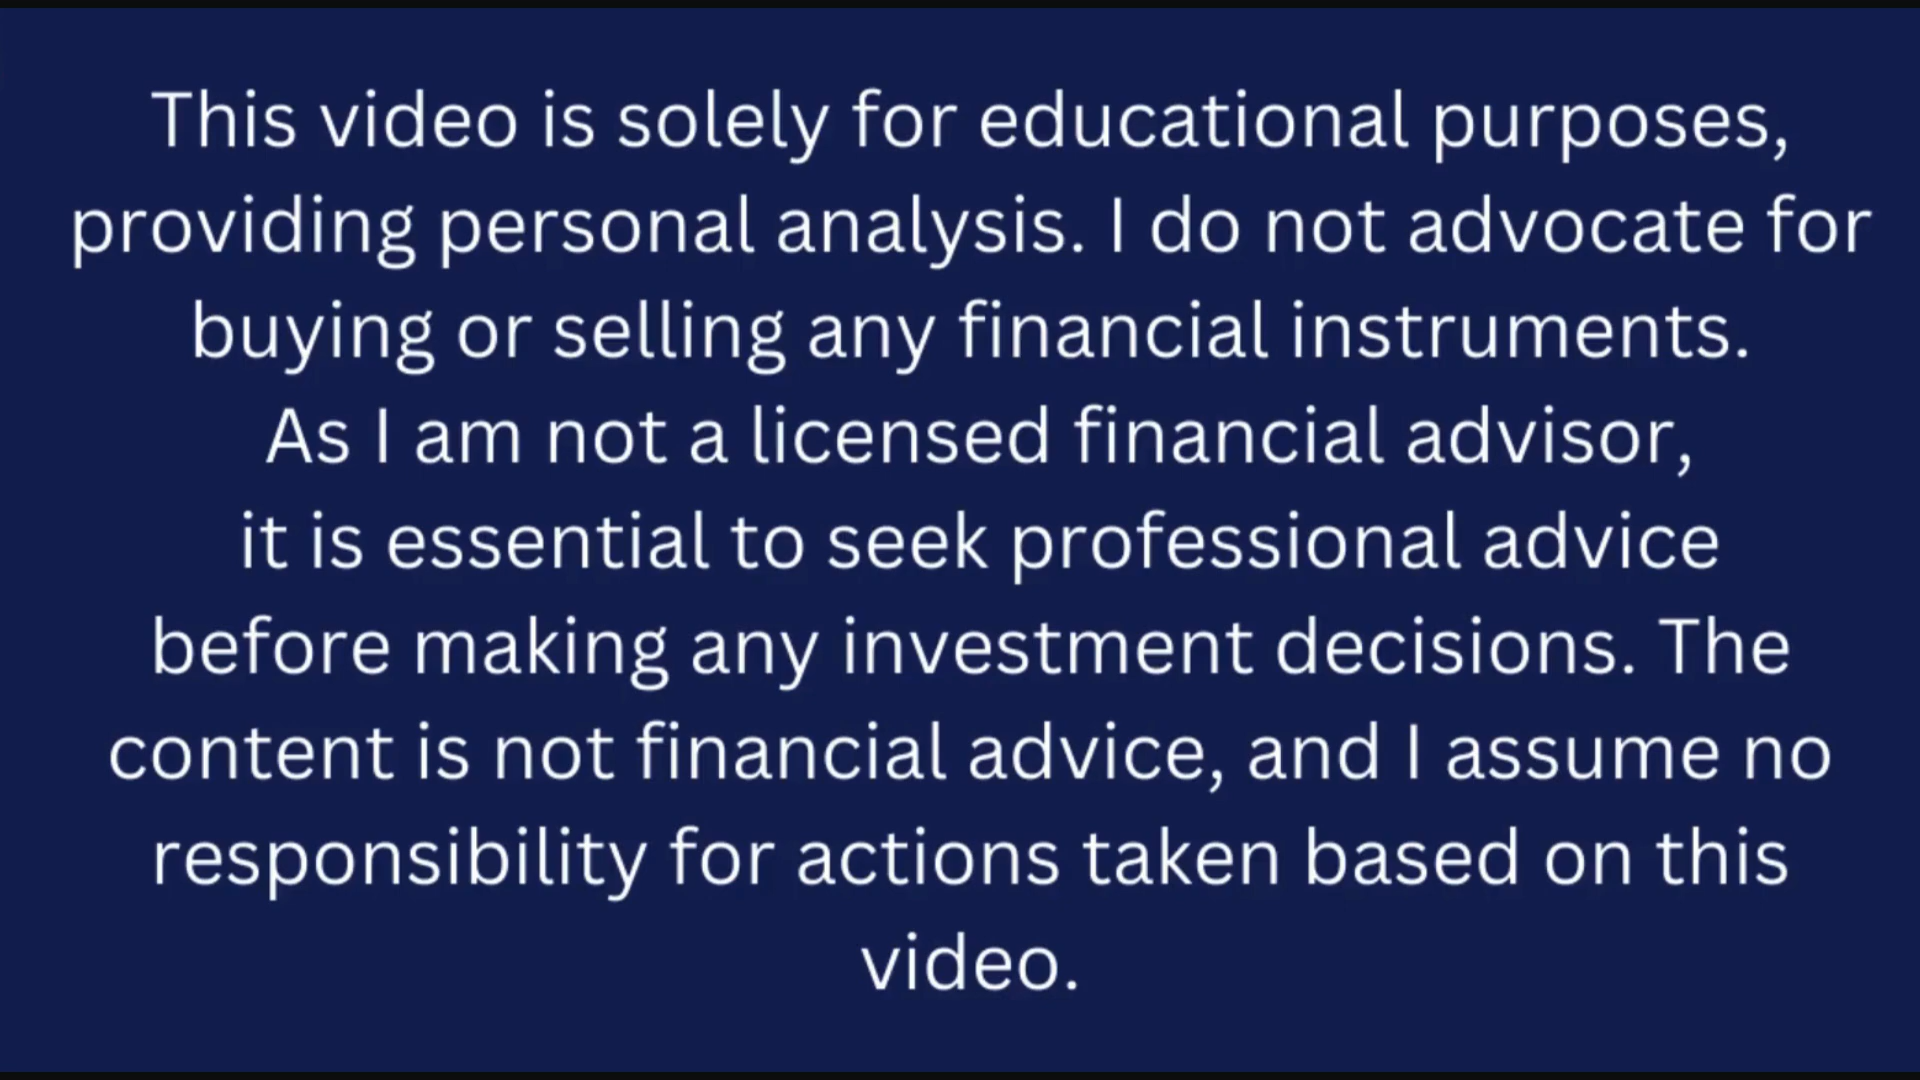 This video is solely for educational purposes,
providing personal analysis. I do not advocate for
buying or selling any financial instruments.
As I am not a licensed financial advisor,
it is essential to seek professional advice
before making any investment decisions. The
content is not financial advice, and I assume no
responsibility for actions taken based on this
video.